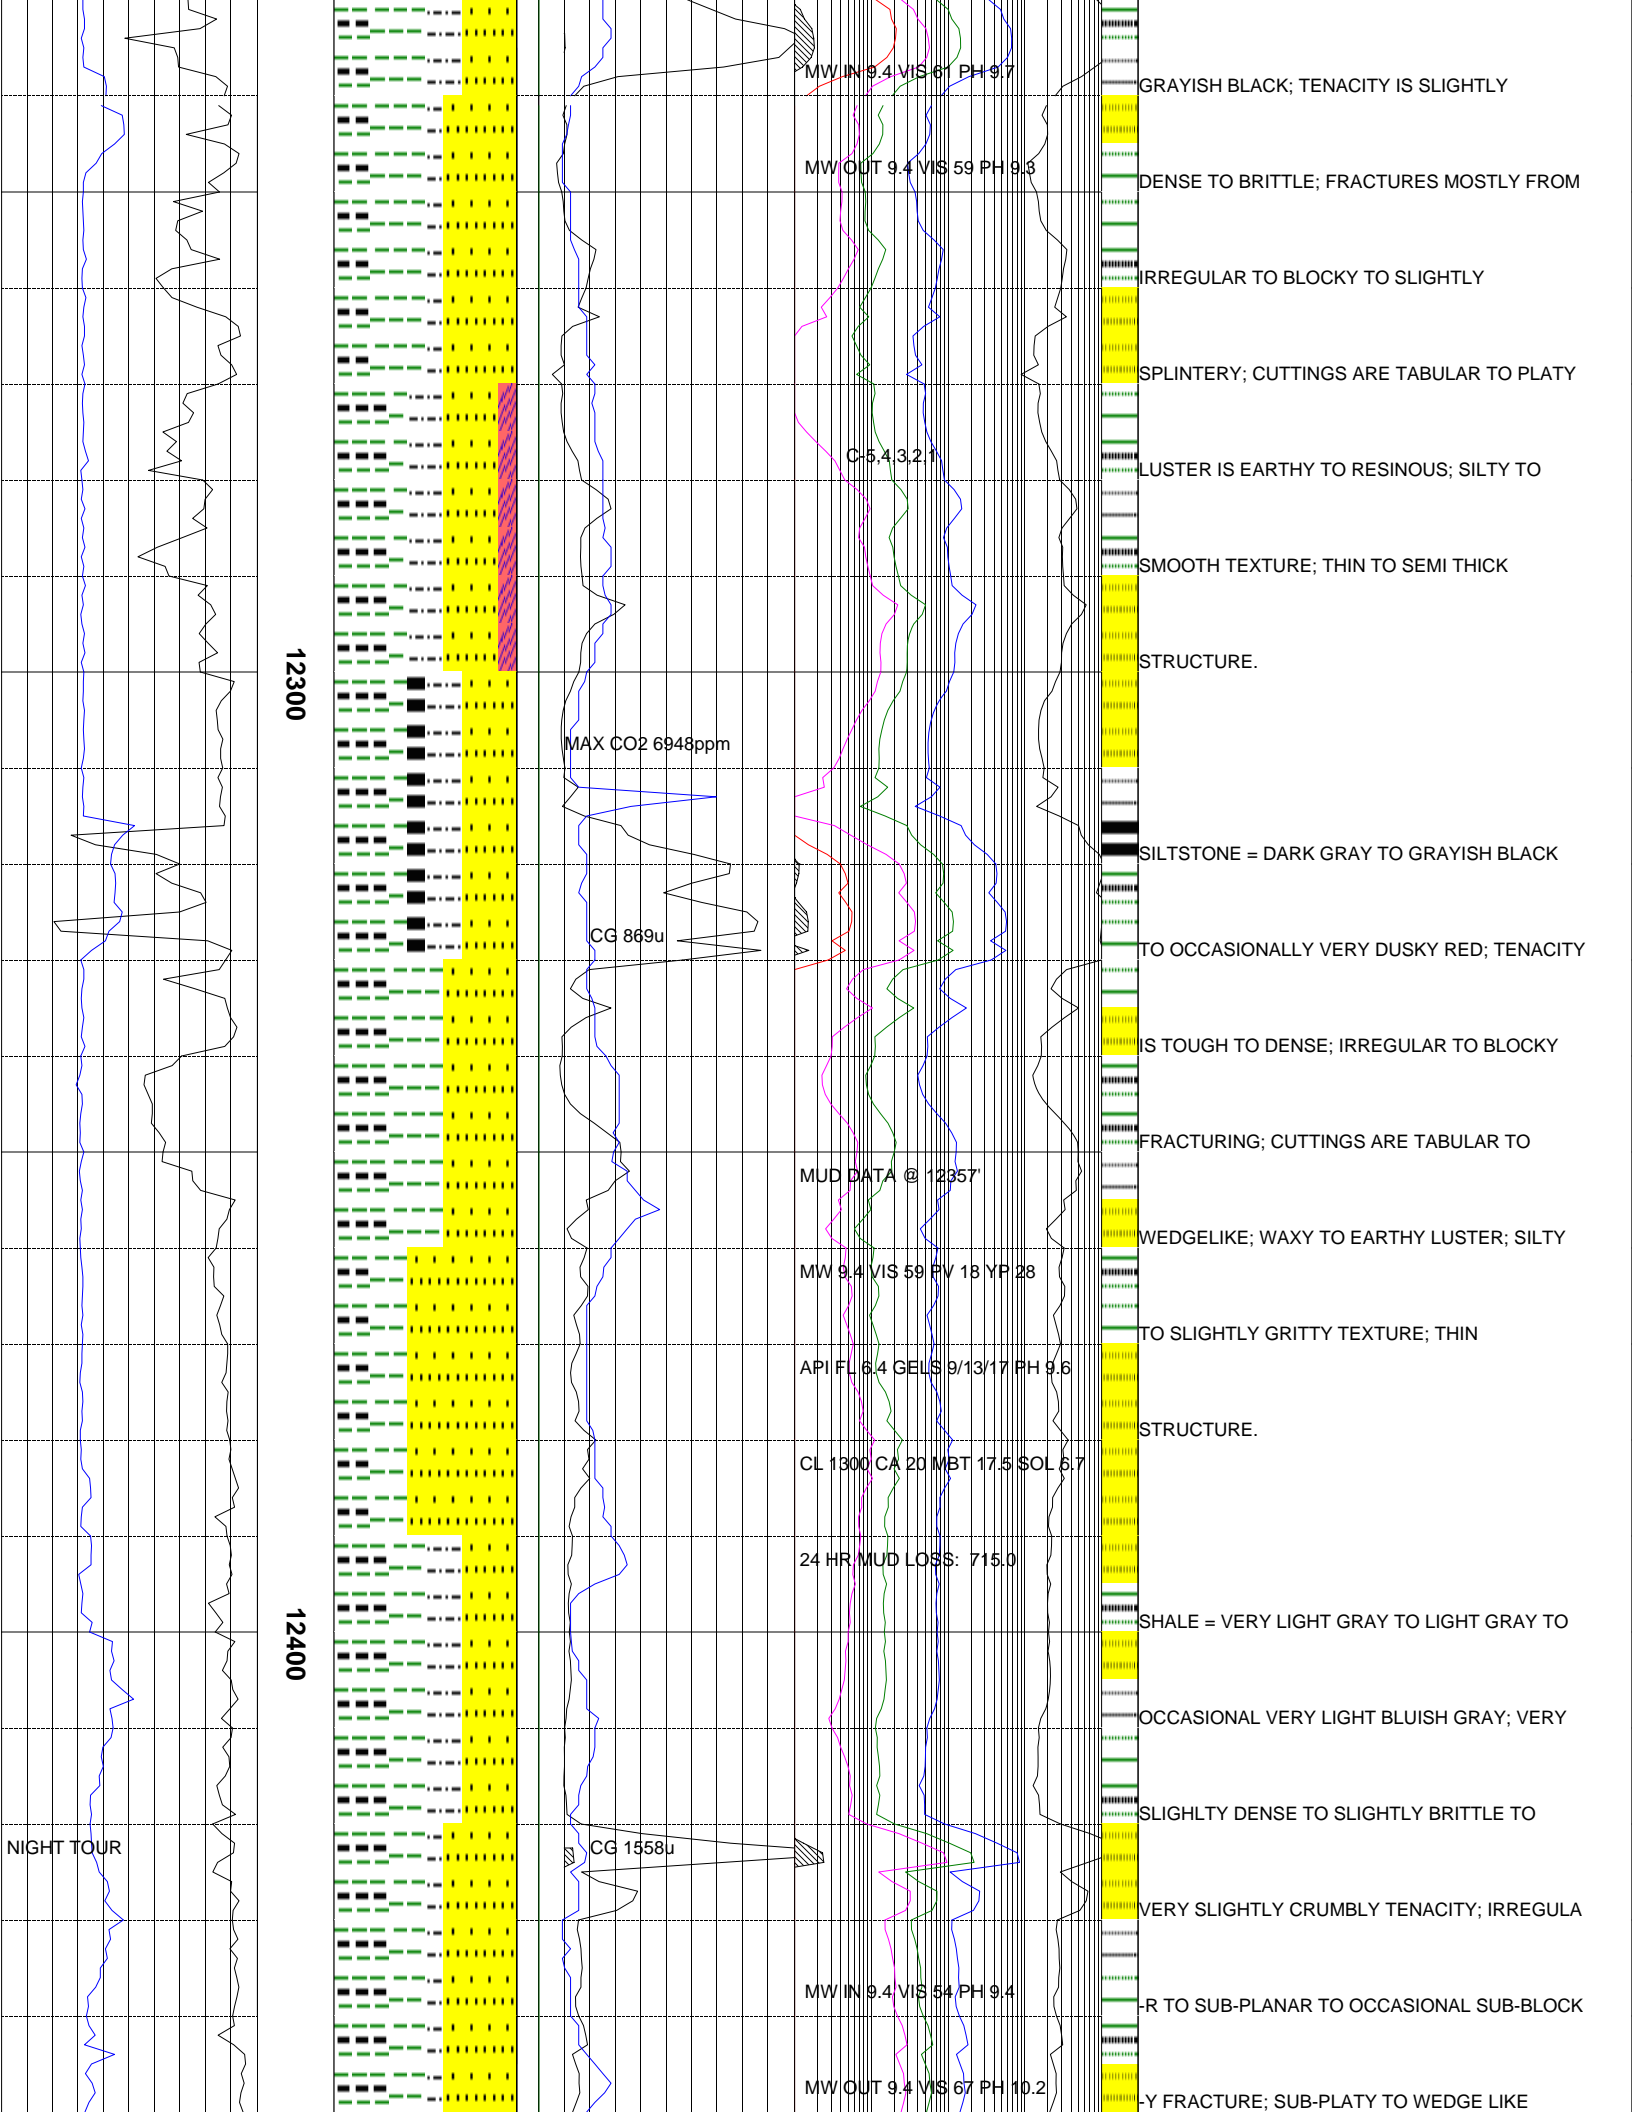 MW IN 9.4 VIS 61 PH 9.7
GRAYISH BLACK; TENACITY IS SLIGHTLY
MW OUT 9.4 VIS 59 PH 9.3
DENSE TO BRITTLE; FRACTURES MOSTLY FROM
IRREGULAR TO BLOCKY TO SLIGHTLY
SPLINTERY; CUTTINGS ARE TABULAR TO PLATY
C-5,4,3,2,1
LUSTER IS EARTHY TO RESINOUS; SILTY TO
SMOOTH TEXTURE; THIN TO SEMI THICK
STRUCTURE.
12300
MAX CO2 6948ppm
SILTSTONE = DARK GRAY TO GRAYISH BLACK
CG 869u
TO OCCASIONALLY VERY DUSKY RED; TENACITY
IS TOUGH TO DENSE; IRREGULAR TO BLOCKY
FRACTURING; CUTTINGS ARE TABULAR TO
MUD DATA @ 12357'
WEDGELIKE; WAXY TO EARTHY LUSTER; SILTY
MW 9.4 VIS 59 PV 18 YP 28
TO SLIGHTLY GRITTY TEXTURE; THIN
API FL 6.4 GELS 9/13/17 PH 9.6
STRUCTURE.
CL 1300 CA 20 MBT 17.5 SOL 6.7
24 HR MUD LOSS: 715.0
SHALE = VERY LIGHT GRAY TO LIGHT GRAY TO
12400
OCCASIONAL VERY LIGHT BLUISH GRAY; VERY
SLIGHLTY DENSE TO SLIGHTLY BRITTLE TO
NIGHT TOUR
CG 1558u
VERY SLIGHTLY CRUMBLY TENACITY; IRREGULA
MW IN 9.4 VIS 54 PH 9.4
-R TO SUB-PLANAR TO OCCASIONAL SUB-BLOCK
MW OUT 9.4 VIS 67 PH 10.2
-Y FRACTURE; SUB-PLATY TO WEDGE LIKE